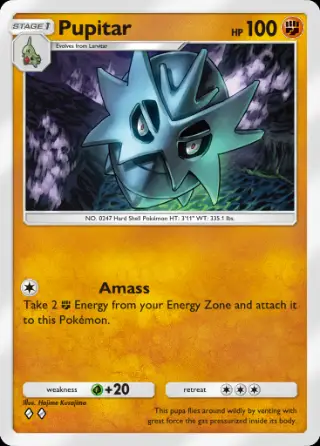 STAGE 1
Pupitar
HP 100
Evolves from Larvitar
NO. 0247 Hard Shell Pokémon HT: 3'11" WT: 335.1 lbs.
Amass
Take 2 Energy from your Energy Zone and attach it
to this Pokémon.
weakness +20
retreat
Illus. Hajime Kusajima
This pupa flies around wildly by venting with
great force the gas pressurized inside its body.